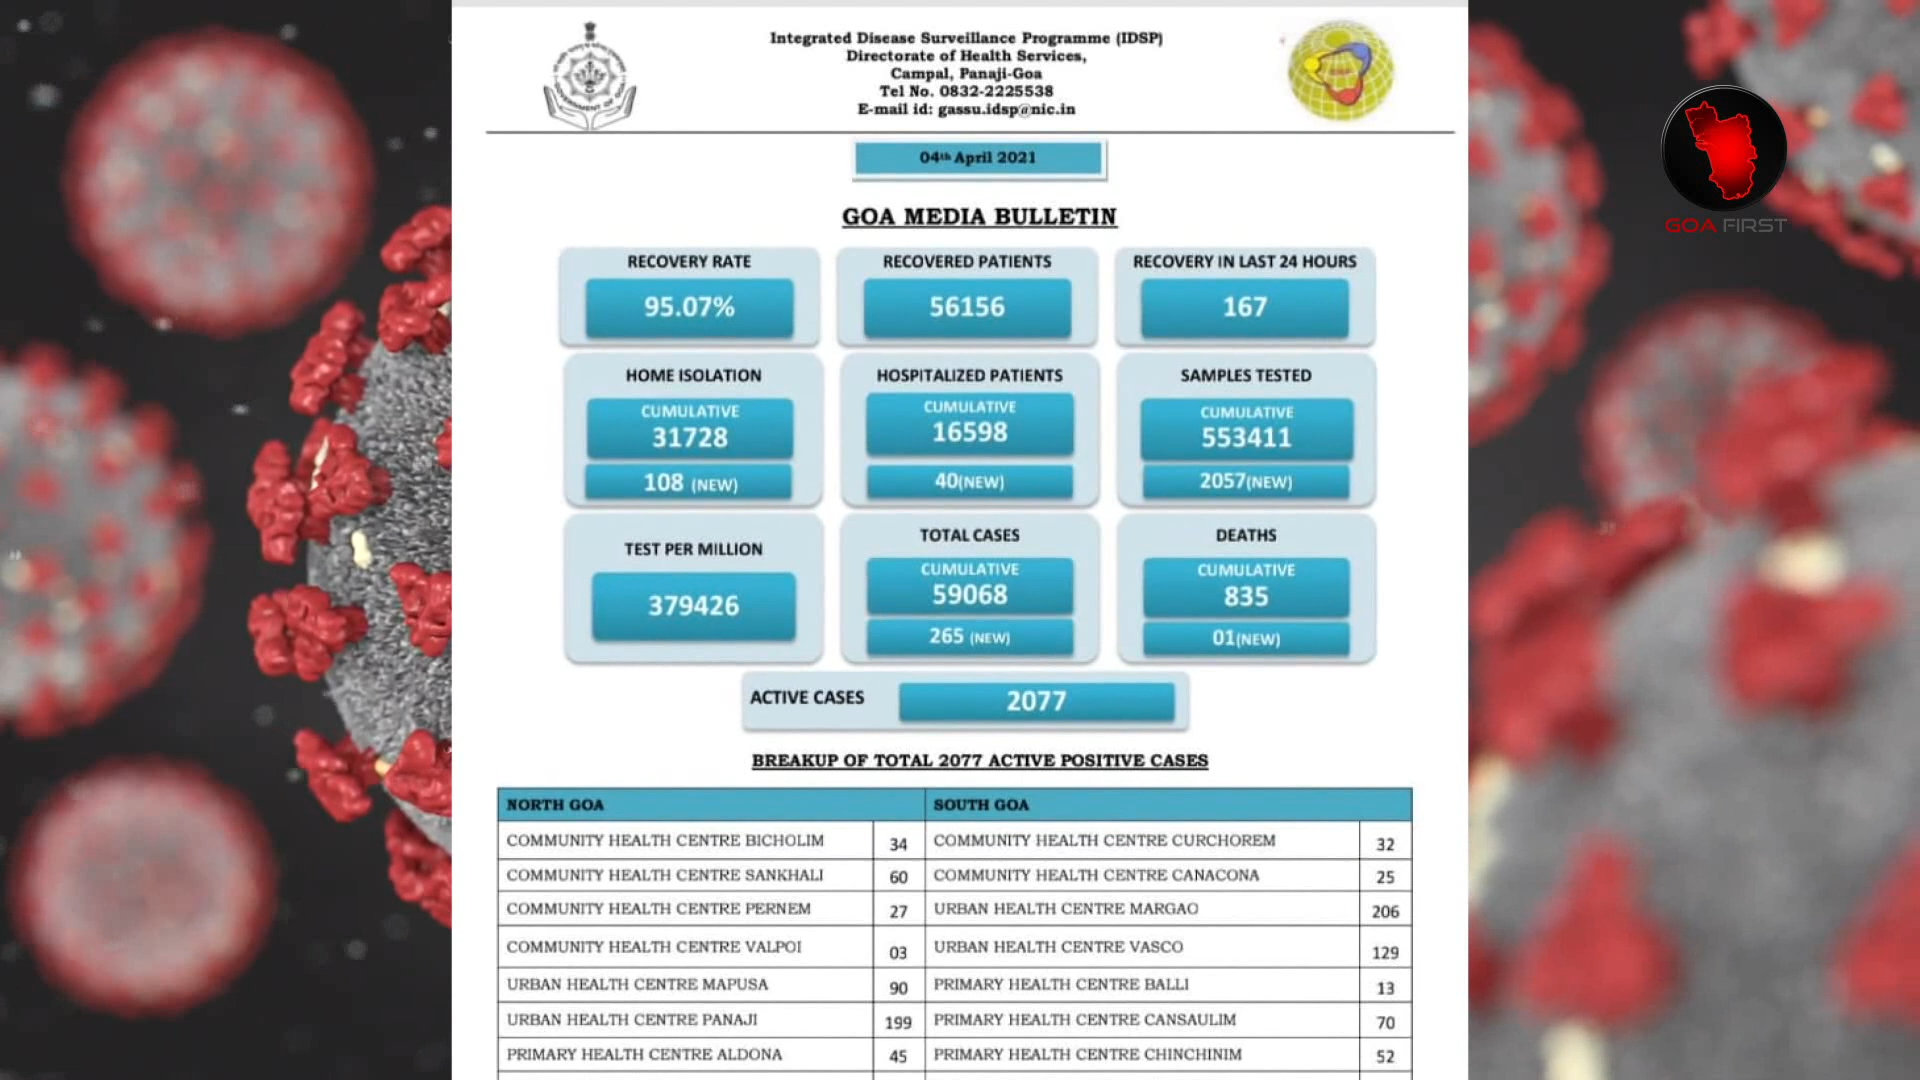 Integrated Disease Surveillance Programme (IDSP)
Directorate of Health Services,
Campal, Panaji-Goa
Tel No. 0832-2225538
E-mail id: gassu.idsp@nic.in
GOA FIRST
04th April 2021
GOA MEDIA BULLETIN
RECOVERY RATE
95.07%
RECOVERED PATIENTS
56156
RECOVERY IN LAST 24 HOURS
167
HOME ISOLATION
CUMULATIVE
31728
108 (NEW)
HOSPITALIZED PATIENTS
CUMULATIVE
16598
40(NEW)
SAMPLES TESTED
CUMULATIVE
553411
2057(NEW)
TEST PER MILLION
379426
TOTAL CASES
CUMULATIVE
59068
265 (NEW)
DEATHS
CUMULATIVE
835
01(NEW)
ACTIVE CASES 2077
BREAKUP OF TOTAL 2077 ACTIVE POSITIVE CASES
NORTH GOA SOUTH GOA
COMMUNITY HEALTH CENTRE BICHOLIM 34 COMMUNITY HEALTH CENTRE CURCHOREM 32
COMMUNITY HEALTH CENTRE SANKHALI 60 COMMUNITY HEALTH CENTRE CANACONA 25
COMMUNITY HEALTH CENTRE PERNEM 27 URBAN HEALTH CENTRE MARGAO 206
COMMUNITY HEALTH CENTRE VALPOI 03 URBAN HEALTH CENTRE VASCO 129
URBAN HEALTH CENTRE MAPUSA 90 PRIMARY HEALTH CENTRE BALLI 13
URBAN HEALTH CENTRE PANAJI 199 PRIMARY HEALTH CENTRE CANSAULIM 70
PRIMARY HEALTH CENTRE ALDONA 45 PRIMARY HEALTH CENTRE CHINCHINIM 52